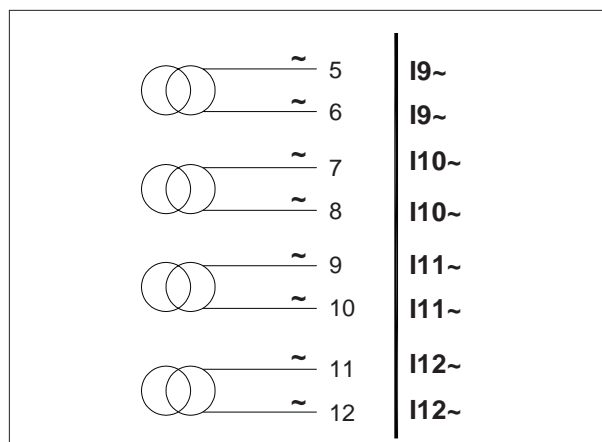 ~ 5 I9~
~ 6 I9~
~ 7 I10~
~ 8 I10~
~ 9 I11~
~ 10 I11~
~ 11 I12~
~ 12 I12~